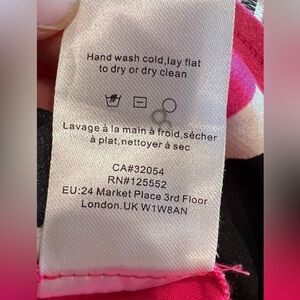 Hand wash cold,lay flat
to dry or dry clean
Lavage à la main à froid,sécher
à plat,nettoyer à sec
CA#32054
RN#125552
EU:24 Market Place 3rd Floor
London.UK W1W8AN